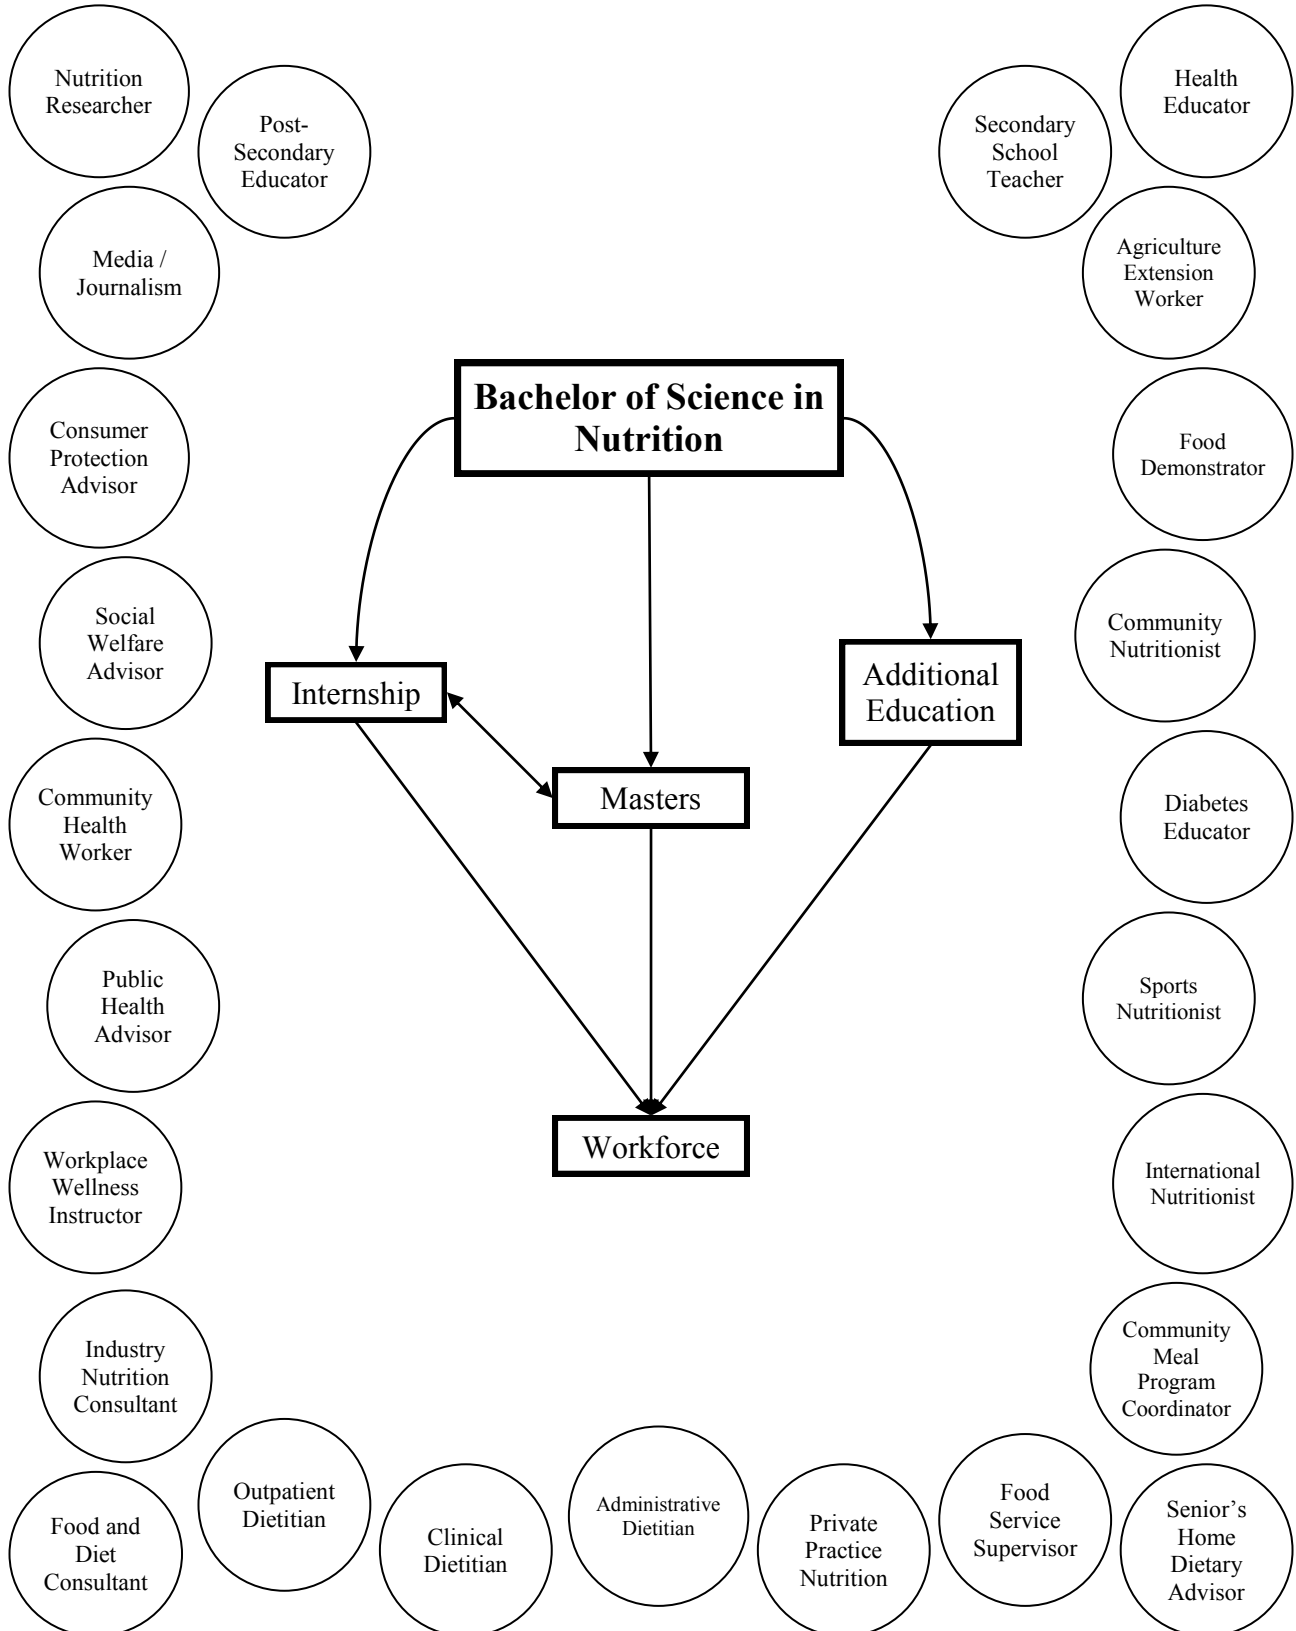 Nutrition
Researcher
Post-
Secondary
Educator
Secondary
School
Teacher
Health
Educator
Media /
Journalism
Agriculture
Extension
Worker
Bachelor of Science in
Nutrition
Consumer
Protection
Advisor
Food
Demonstrator
Social
Welfare
Advisor
Internship
Additional
Education
Community
Nutritionist
Community
Health
Worker
Masters
Diabetes
Educator
Public
Health
Advisor
Sports
Nutritionist
Workplace
Wellness
Instructor
Workforce
International
Nutritionist
Industry
Nutrition
Consultant
Community
Meal
Program
Coordinator
Food and
Diet
Consultant
Outpatient
Dietitian
Clinical
Dietitian
Administrative
Dietitian
Private
Practice
Nutrition
Food
Service
Supervisor
Senior’s
Home
Dietary
Advisor